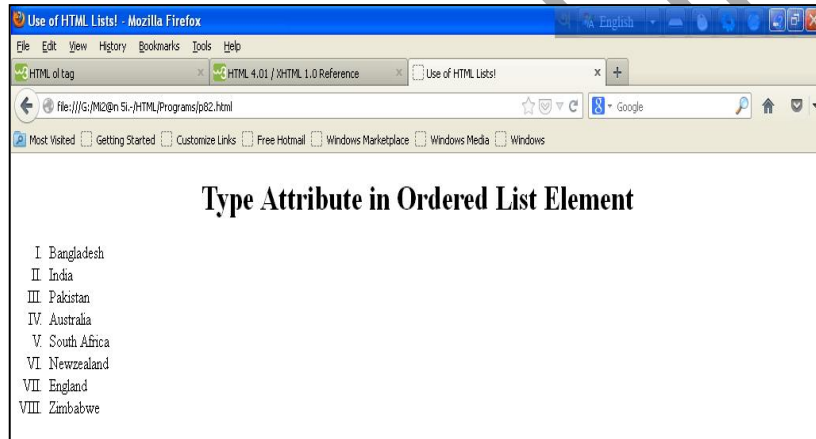 Use of HTML Lists! - Mozilla Firefox
English
File Edit View History Bookmarks Tools Help
HTML ol tag
HTML 4.01 / XHTML 1.0 Reference
Use of HTML Lists!
file:///G:/Mi2@n 5i.-/HTML/Programs/p82.html
Google
Most Visited Getting Started Customize Links Free Hotmail Windows Marketplace Windows Media Windows
Type Attribute in Ordered List Element
I. Bangladesh
II. India
III. Pakistan
IV. Australia
V. South Africa
VI. Newzealand
VII. England
VIII. Zimbabwe